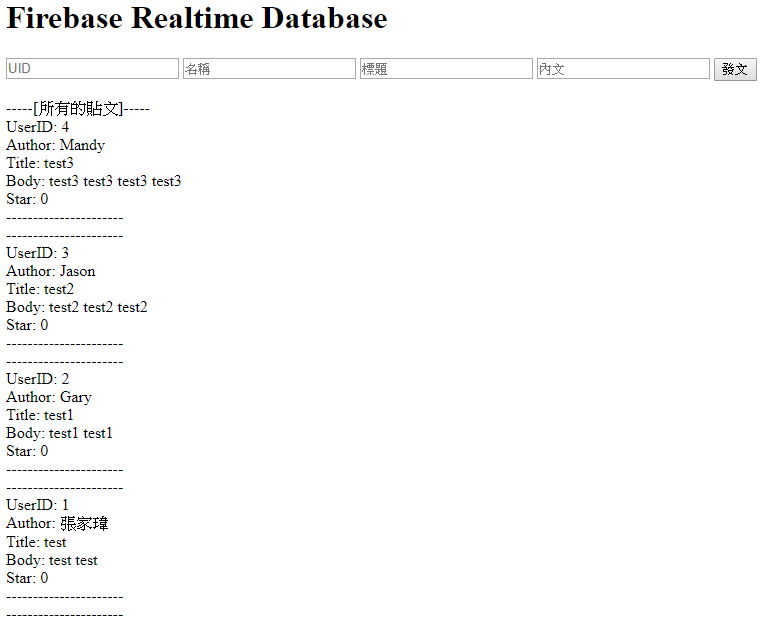 Firebase Realtime Database
UID 名稱 標題 內文 發文
-----[所有的貼文]-----
UserID: 4
Author: Mandy
Title: test3
Body: test3 test3 test3 test3
Star: 0
----------------------
----------------------
UserID: 3
Author: Jason
Title: test2
Body: test2 test2 test2
Star: 0
----------------------
----------------------
UserID: 2
Author: Gary
Title: test1
Body: test1 test1
Star: 0
----------------------
----------------------
UserID: 1
Author: 張家瑋
Title: test
Body: test test
Star: 0
----------------------
----------------------